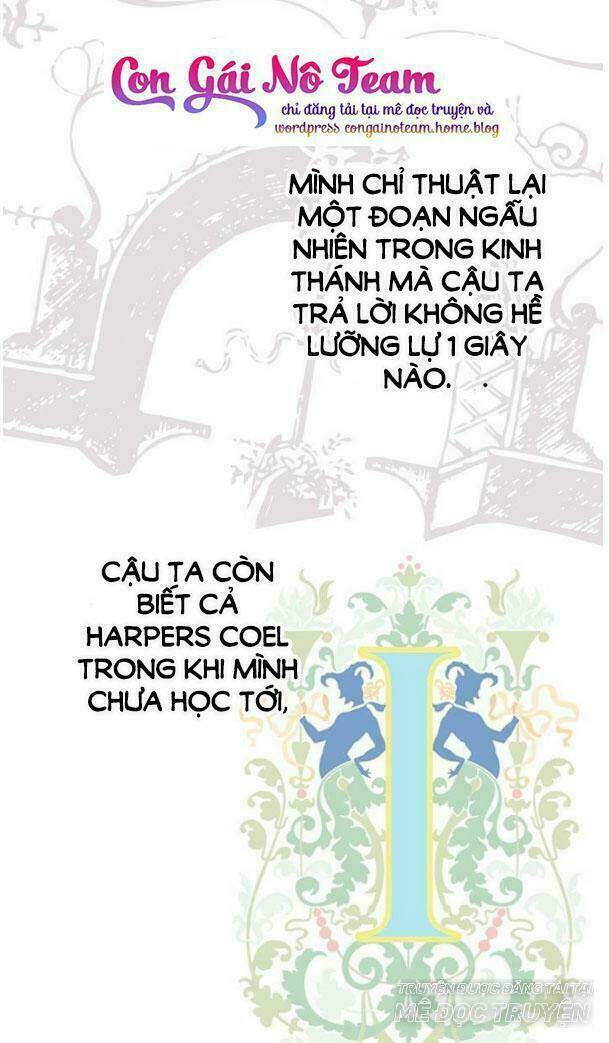 Con Gái Nô Team
chỉ đăng tải tại mê đọc truyện và
wordpress congainoteam.home.blog
MÌNH CHỈ THUẬT LẠI
MỘT ĐOẠN NGẪU
NHIÊN TRONG KINH
THÁNH MÀ CẬU TA
TRẢ LỜI KHÔNG HỀ
LƯỠNG LỰ 1 GIÂY
NÀO. .
CẬU TA CÒN
BIẾT CẢ
HARPERS COEL
TRONG KHI MÌNH
CHƯA HỌC TỚI,
I
TRUYỆN ĐƯỢC ĐĂNG TẢI TẠI
MÊ ĐỌC TRUYỆN